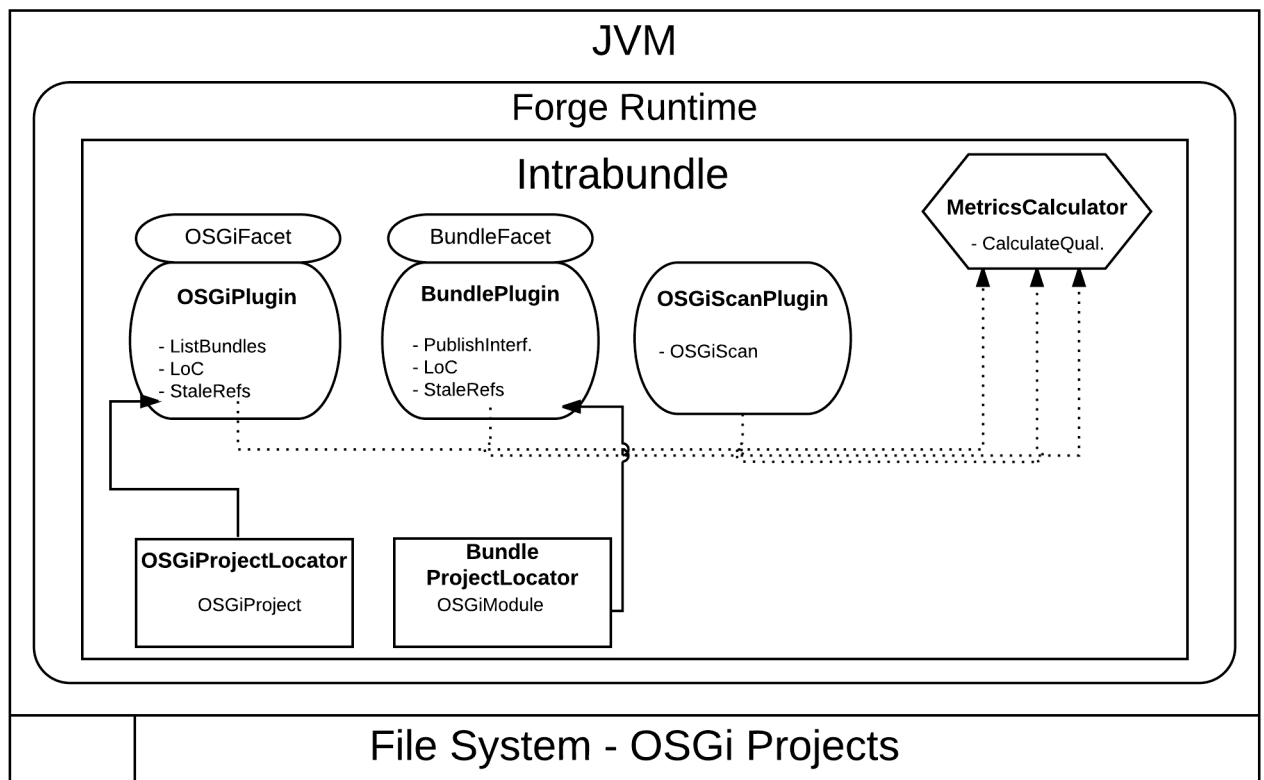 JVM
Forge Runtime
Intrabundle
OSGiFacet
BundleFacet
MetricsCalculator
- CalculateQual.
OSGiPlugin
- ListBundles
- LoC
- StaleRefs
BundlePlugin
- PublishInterf.
- LoC
- StaleRefs
OSGiScanPlugin
- OSGiScan
OSGiProjectLocator
OSGiProject
Bundle
ProjectLocator
OSGiModule
File System - OSGi Projects